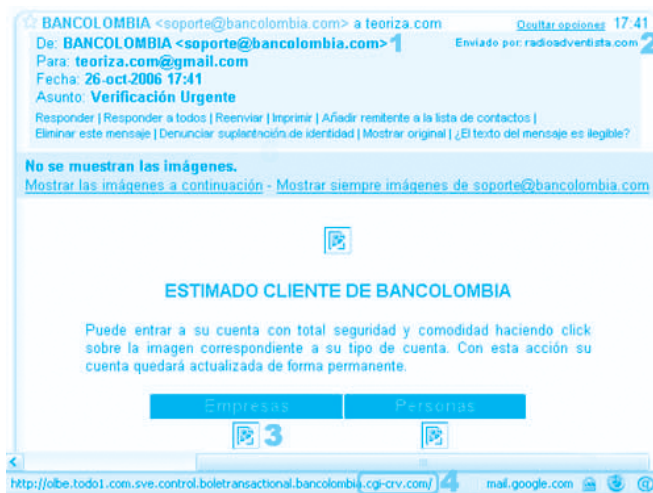 BANCOLOMBIA <soporte@bancolombia.com> a teoriza.com Ocultar opciones 17:41
De: BANCOLOMBIA <soporte@bancolombia.com> 1 Enviado por: radioadventista.com 2
Para: teoriza.com@gmail.com
Fecha: 26-oct-2006 17:41
Asunto: Verificación Urgente
Responder | Responder a todos | Reenviar | Imprimir | Añadir remitente a la lista de contactos |
Eliminar este mensaje | Denunciar suplantación de identidad | Mostrar original | ¿El texto del mensaje es ilegible?
No se muestran las imágenes.
Mostrar las imágenes a continuación - Mostrar siempre imágenes de soporte@bancolombia.com
ESTIMADO CLIENTE DE BANCOLOMBIA
Puede entrar a su cuenta con total seguridad y comodidad haciendo click
sobre la imagen correspondiente a su tipo de cuenta. Con esta acción su
cuenta quedará actualizada de forma permanente.
Empresas Personas
3
http://olbe.todo1.com.sve.control.boletransactional.bancolombia.cgi-crv.com/ 4 mail.google.com